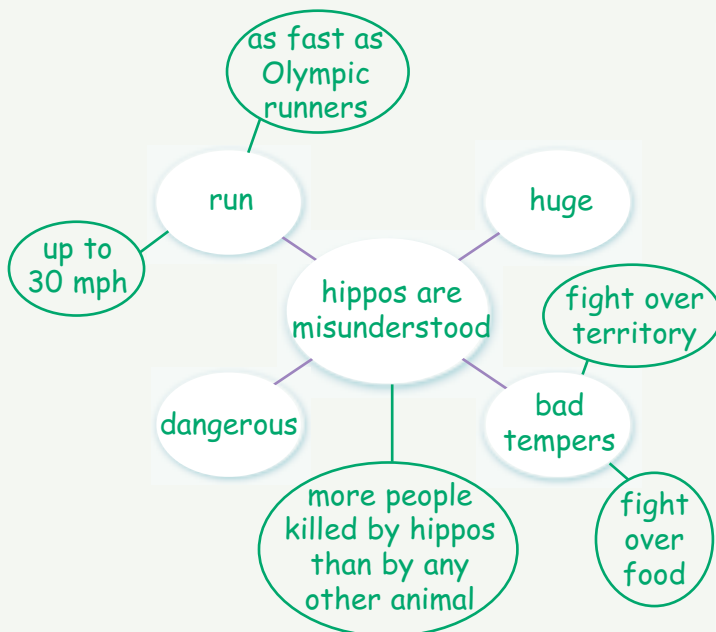 as fast as
Olympic
runners
run
huge
up to
30 mph
hippos are
misunderstood
fight over
territory
dangerous
bad
tempers
more people
killed by hippos
than by any
other animal
fight
over
food